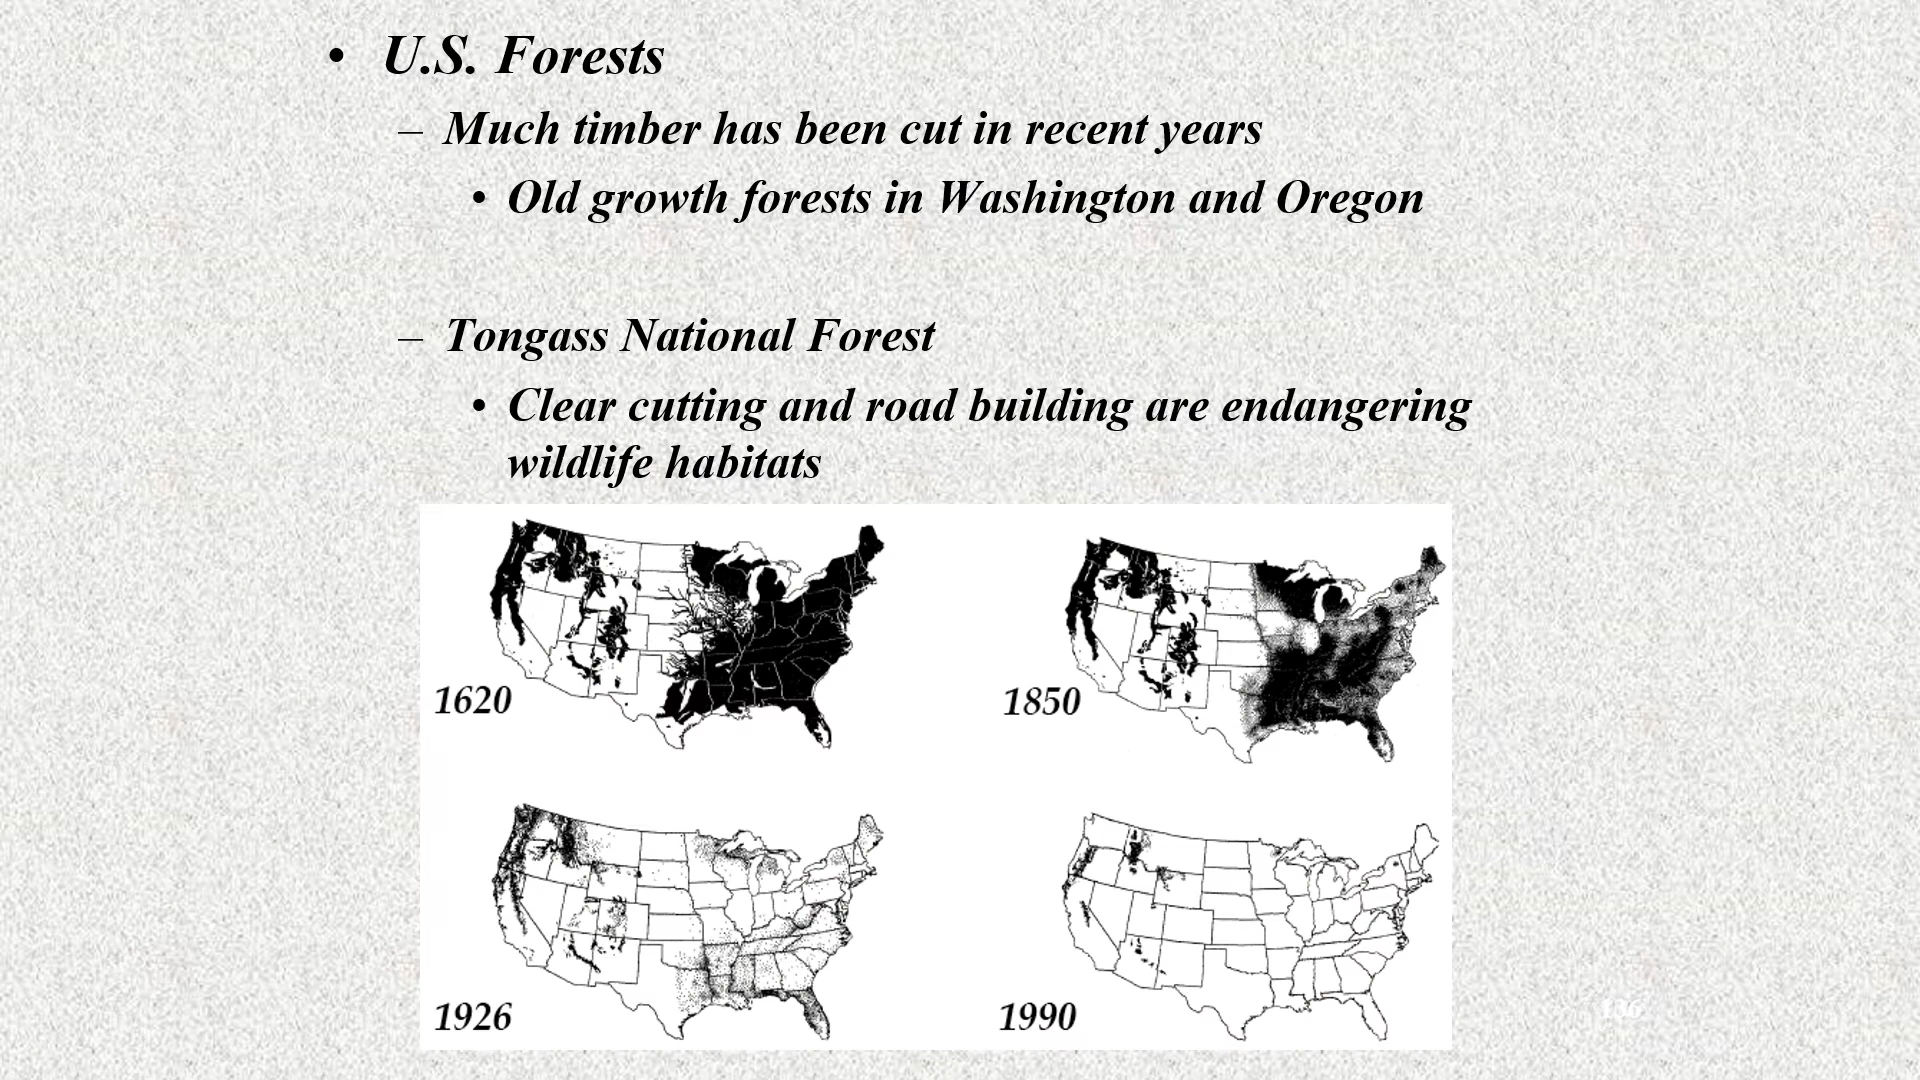 • U.S. Forests
– Much timber has been cut in recent years
• Old growth forests in Washington and Oregon
– Tongass National Forest
• Clear cutting and road building are endangering
wildlife habitats
1620
1850
1926
1990